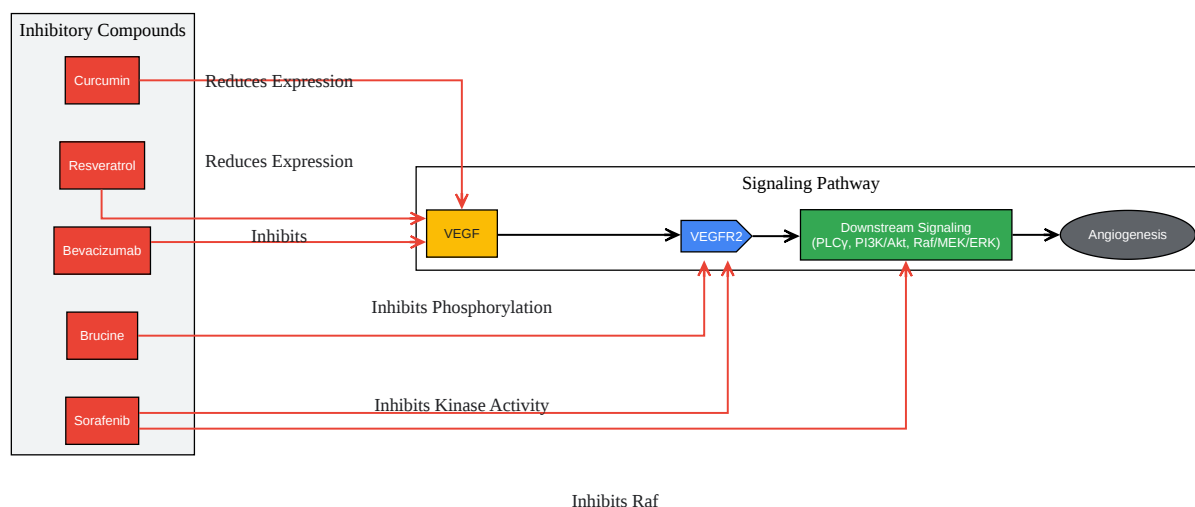 Inhibitory Compounds
Curcumin
Reduces Expression
Resveratrol
Reduces Expression
Signaling Pathway
Bevacizumab
Inhibits
VEGF
VEGFR2
Downstream Signaling
(PLCγ, PI3K/Akt, Raf/MEK/ERK)
Angiogenesis
Inhibits Phosphorylation
Brucine
Inhibits Kinase Activity
Sorafenib
Inhibits Raf